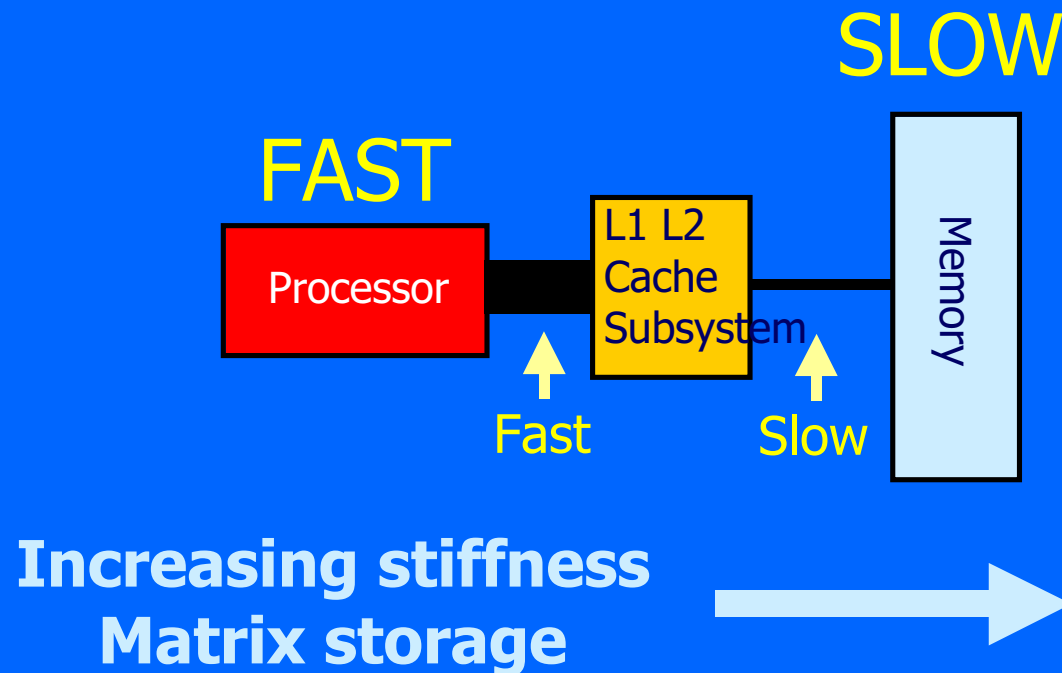 SLOW
FAST
Processor
L1 L2
Cache
Subsystem
Memory
Fast
Slow
Increasing stiffness
Matrix storage